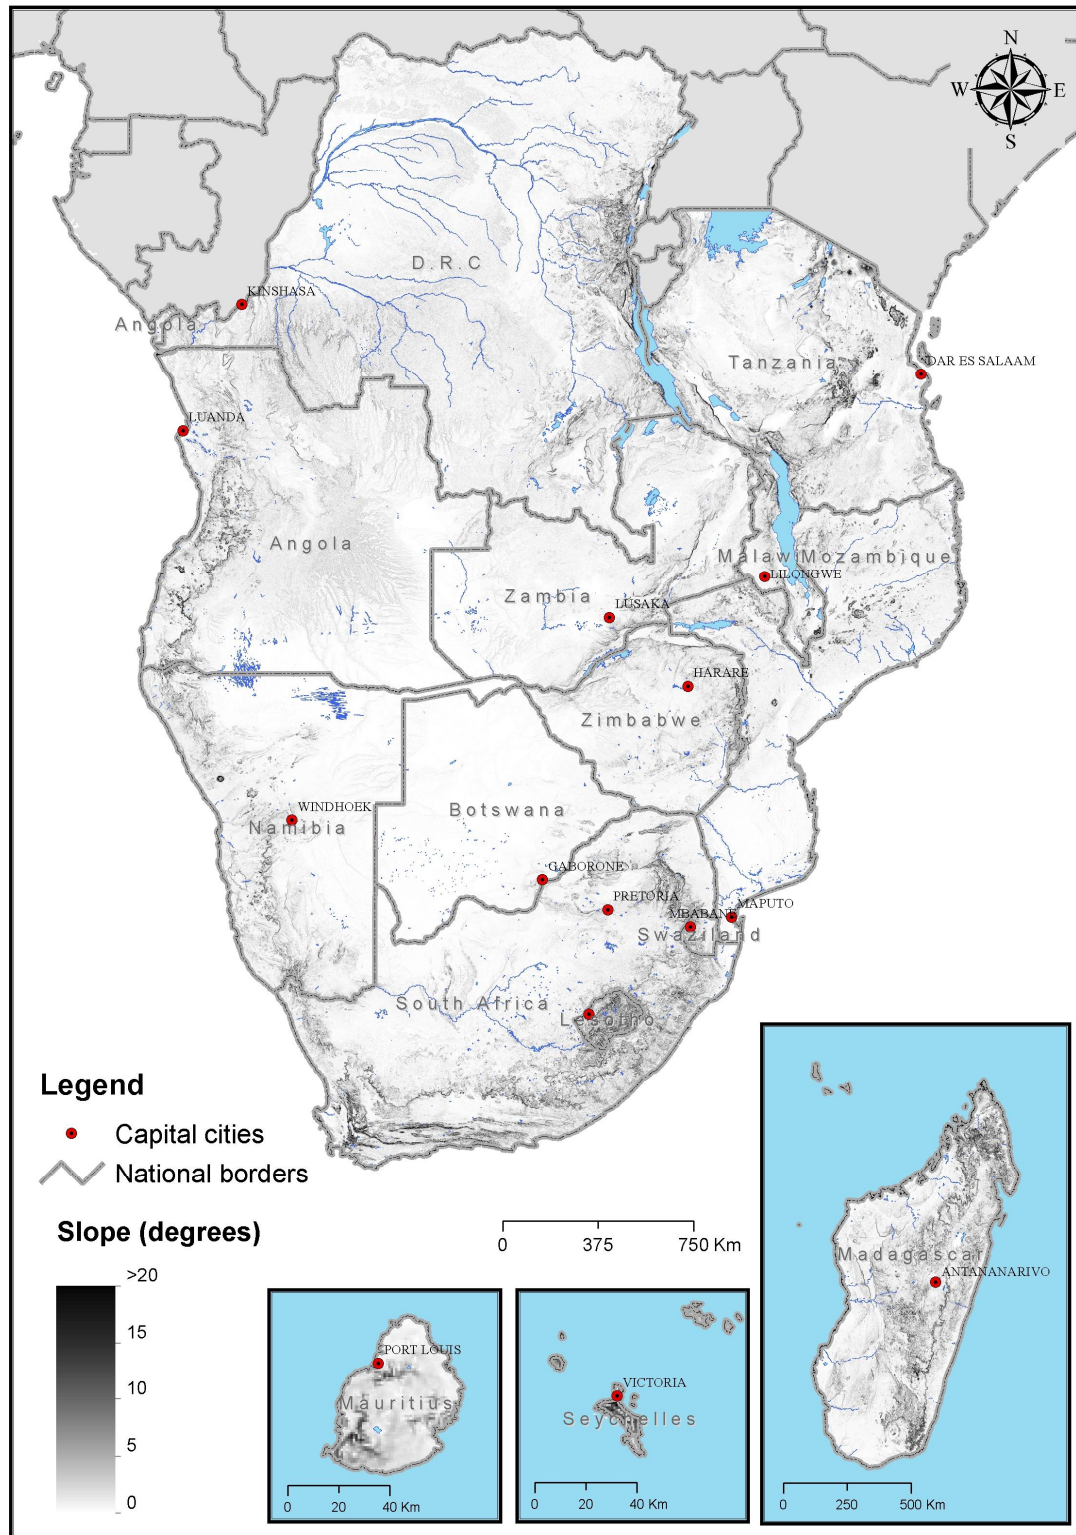 N
W E
S
D.R.C
KINSHASA
Angola
Tanzania
DAR ES SALAAM
LUANDA
Angola
Malawi
Mozambique
LILONGWE
Zambia
LUSAKA
HARARE
Zimbabwe
WINDHOEK
Namibia
Botswana
GABORONE
PRETORIA
MBABANE
MAPUTO
Swaziland
South Africa
Lesotho
Legend
Capital cities
National borders
Slope (degrees)
>20
15
10
5
0
0 375 750 Km
PORT LOUIS
Mauritius
0 20 40 Km
VICTORIA
Seychelles
0 20 40 Km
Madagascar
ANTANANARIVO
0 250 500 Km